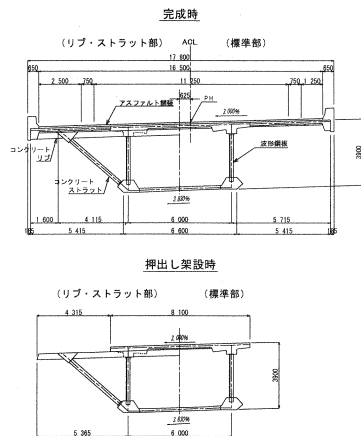 完成時
(リブ・ストラット部) ACL (標準部)
17 800
650 16 500 650
2 500 750 11 250 750 1 250
625
PH
アスファルト舗装 2.000%
コンクリート
リブ
コンクリート
ストラット
波形鋼板
3900
2.830%
1 600 4 115 6 000 5 715
185 5 415 6 600 5 415 185
押出し架設時
(リブ・ストラット部) (標準部)
4 315 8 100
2.000%
3900
2.830%
5 365 6 000